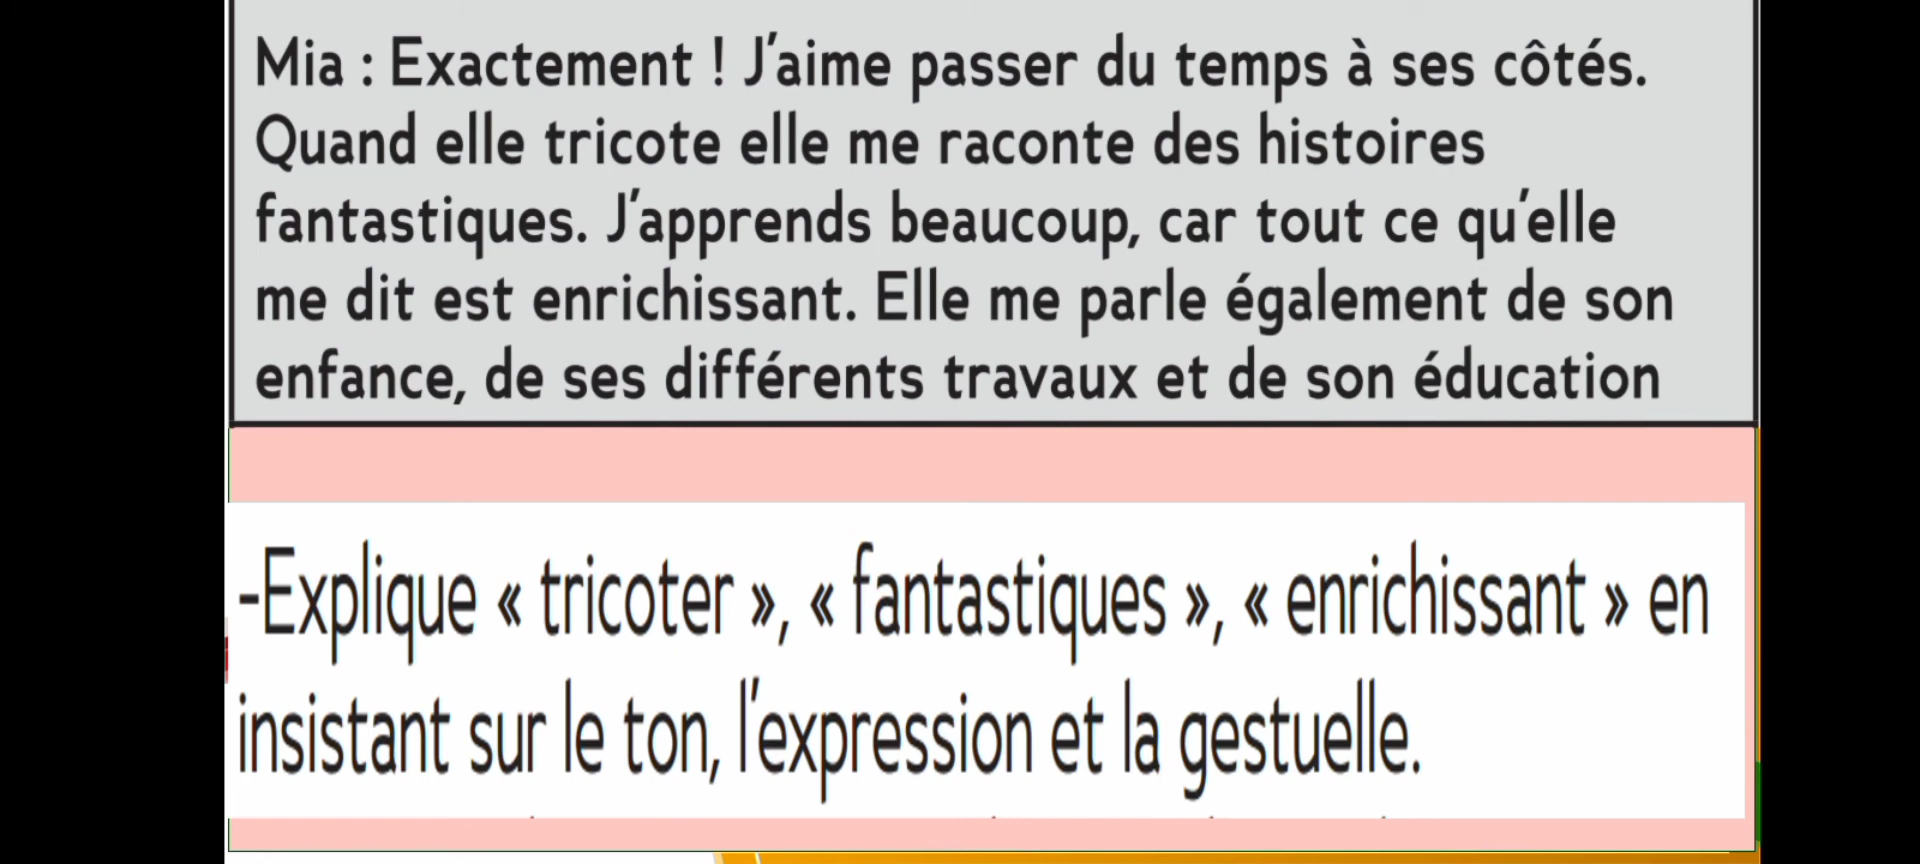 Mia : Exactement ! J'aime passer du temps à ses côtés.
Quand elle tricote elle me raconte des histoires
fantastiques. J'apprends beaucoup, car tout ce qu'elle
me dit est enrichissant. Elle me parle également de son
enfance, de ses différents travaux et de son éducation
-Explique « tricoter », « fantastiques », « enrichissant » en
insistant sur le ton, l'expression et la gestuelle.